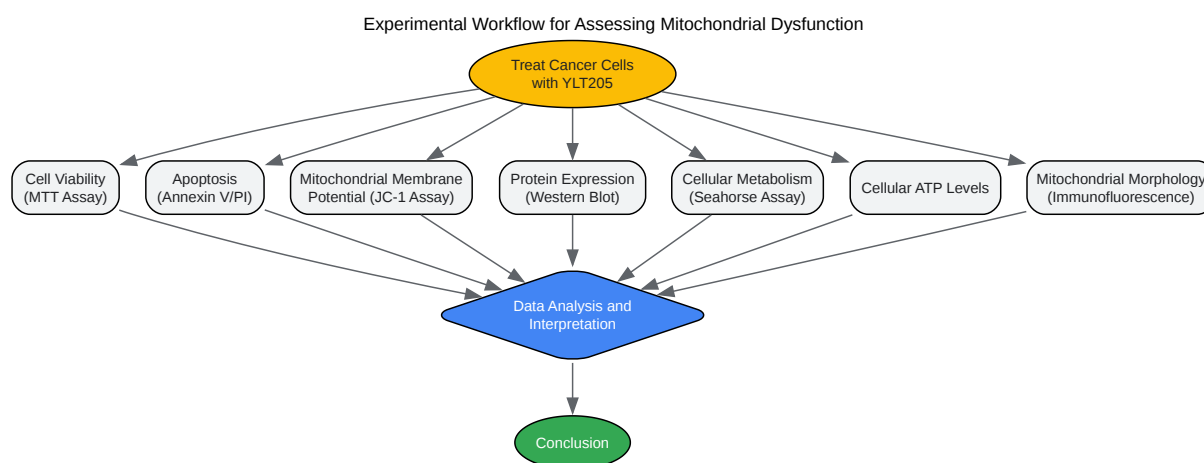 Experimental Workflow for Assessing Mitochondrial Dysfunction
Treat Cancer Cells
with YLT205
Cell Viability
(MTT Assay)
Apoptosis
(Annexin V/PI)
Mitochondrial Membrane
Potential (JC-1 Assay)
Protein Expression
(Western Blot)
Cellular Metabolism
(Seahorse Assay)
Cellular ATP Levels
Mitochondrial Morphology
(Immunofluorescence)
Data Analysis and
Interpretation
Conclusion